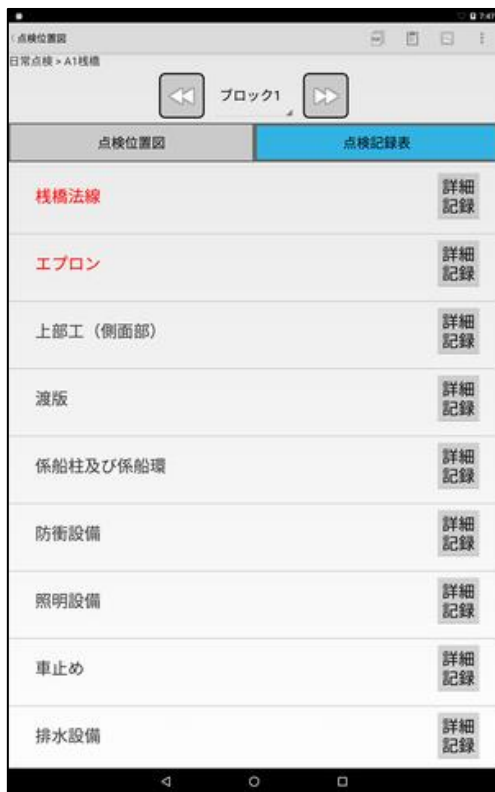 7:47
点検位置図
日常点検 > A1桟橋
ブロック1
点検位置図
点検記録表
桟橋法線
詳細
記録
エプロン
詳細
記録
上部工（側面部）
詳細
記録
渡版
詳細
記録
係船柱及び係船環
詳細
記録
防衝設備
詳細
記録
照明設備
詳細
記録
車止め
詳細
記録
排水設備
詳細
記録